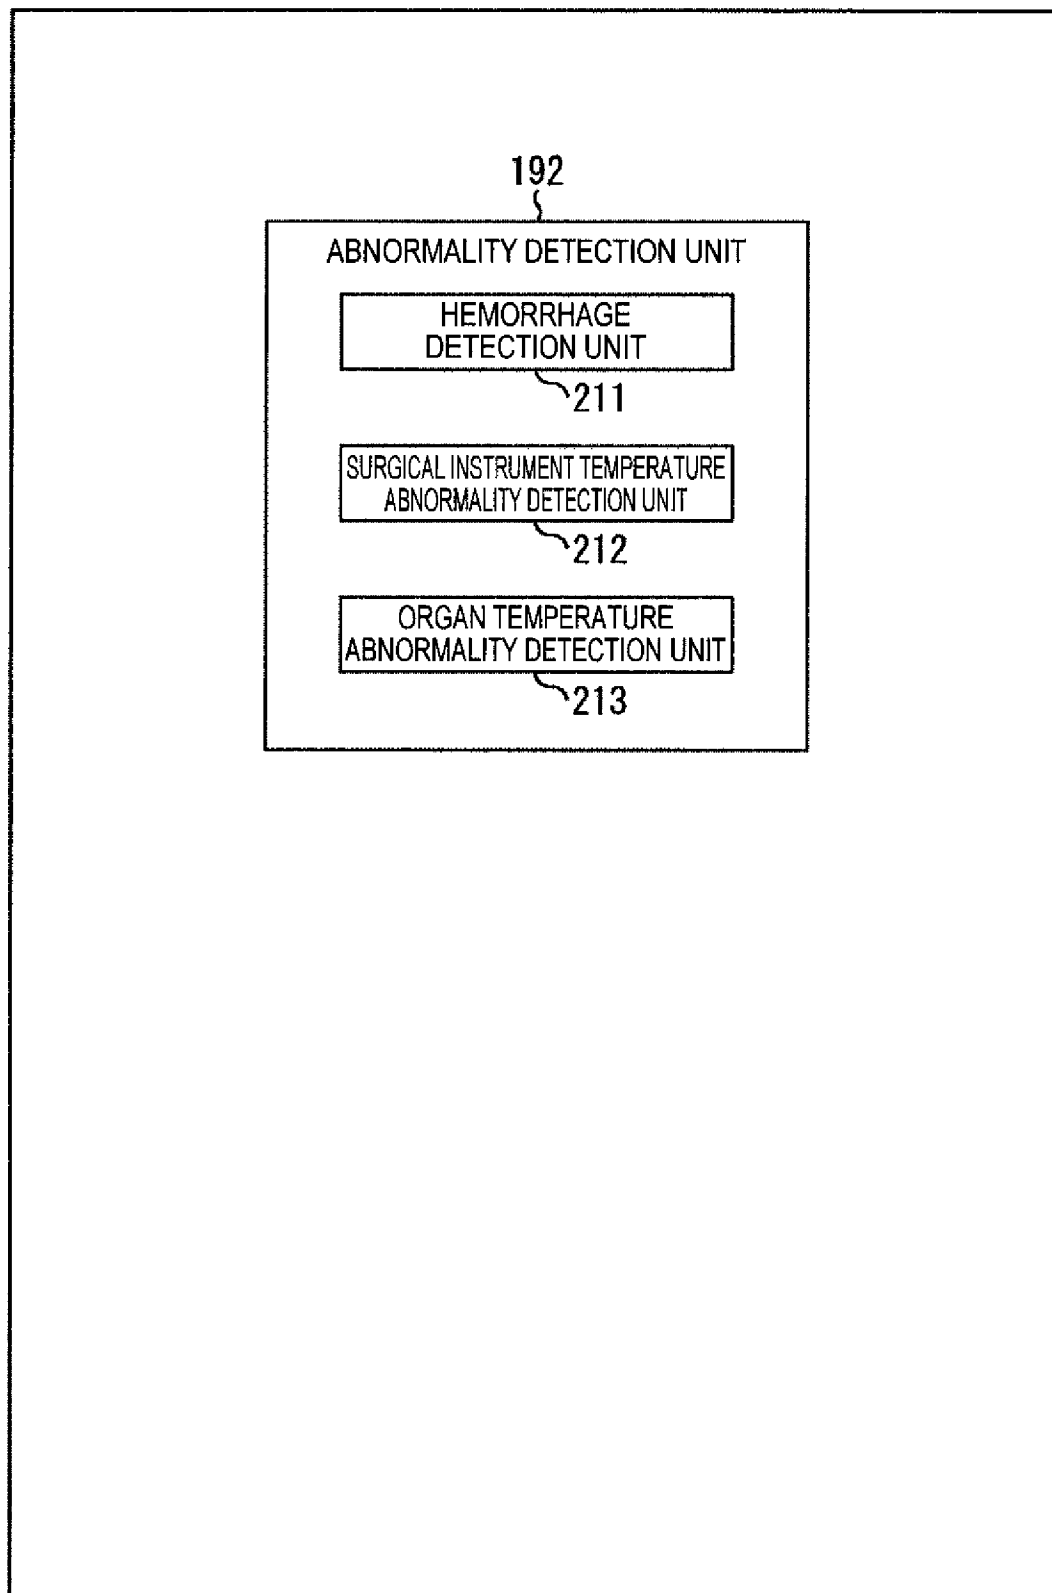 192
ABNORMALITY DETECTION UNIT
HEMORRHAGE
DETECTION UNIT
211
SURGICAL INSTRUMENT TEMPERATURE
ABNORMALITY DETECTION UNIT
212
ORGAN TEMPERATURE
ABNORMALITY DETECTION UNIT
213